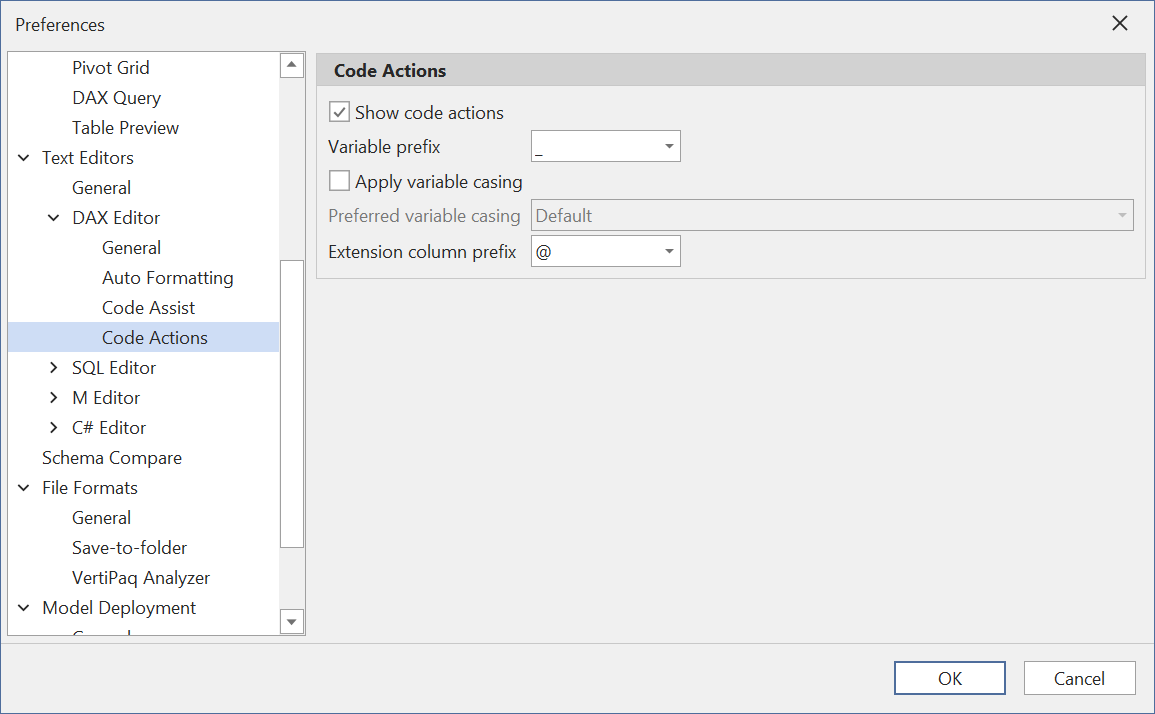 Preferences
Pivot Grid
DAX Query
Table Preview
Text Editors
General
DAX Editor
General
Auto Formatting
Code Assist
Code Actions
SQL Editor
M Editor
C# Editor
Schema Compare
File Formats
General
Save-to-folder
VertiPaq Analyzer
Model Deployment
Code Actions
Show code actions
Variable prefix _
Apply variable casing
Preferred variable casing Default
Extension column prefix @
OK Cancel